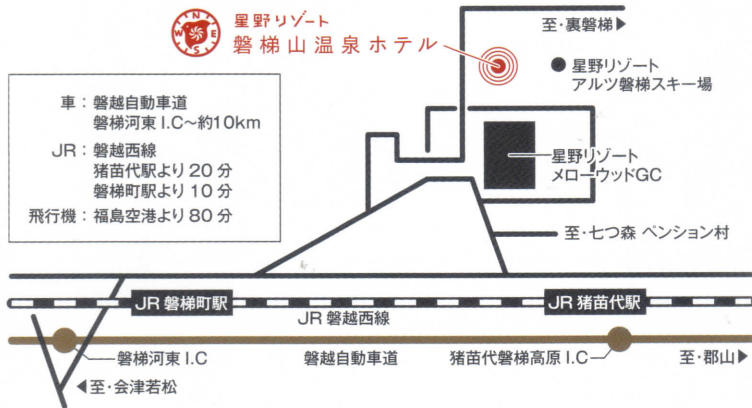 N
W E
S
星野リゾート
磐梯山温泉ホテル
至・裏磐梯▶
星野リゾート
アルツ磐梯スキー場
車：磐越自動車道
磐梯河東 I.C〜約10km
JR：磐越西線
猪苗代駅より 20 分
磐梯町駅より 10 分
飛行機：福島空港より 80 分
星野リゾート
メローウッドGC
至・七つ森 ペンション村
JR 磐梯町駅
JR 猪苗代駅
JR 磐越西線
磐梯河東 I.C
磐越自動車道
猪苗代磐梯高原 I.C
至・郡山▶
◀至・会津若松